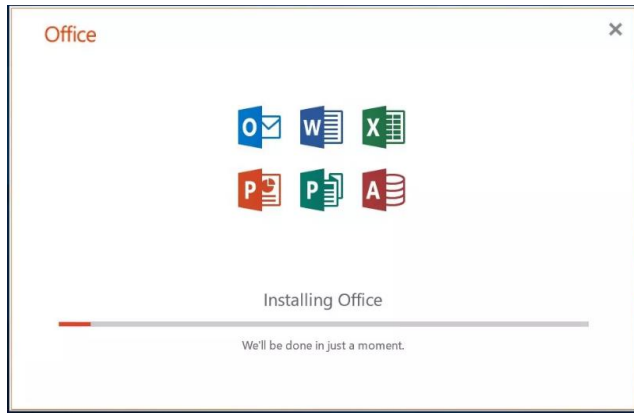 Office
O W X
P P A
Installing Office
We'll be done in just a moment.